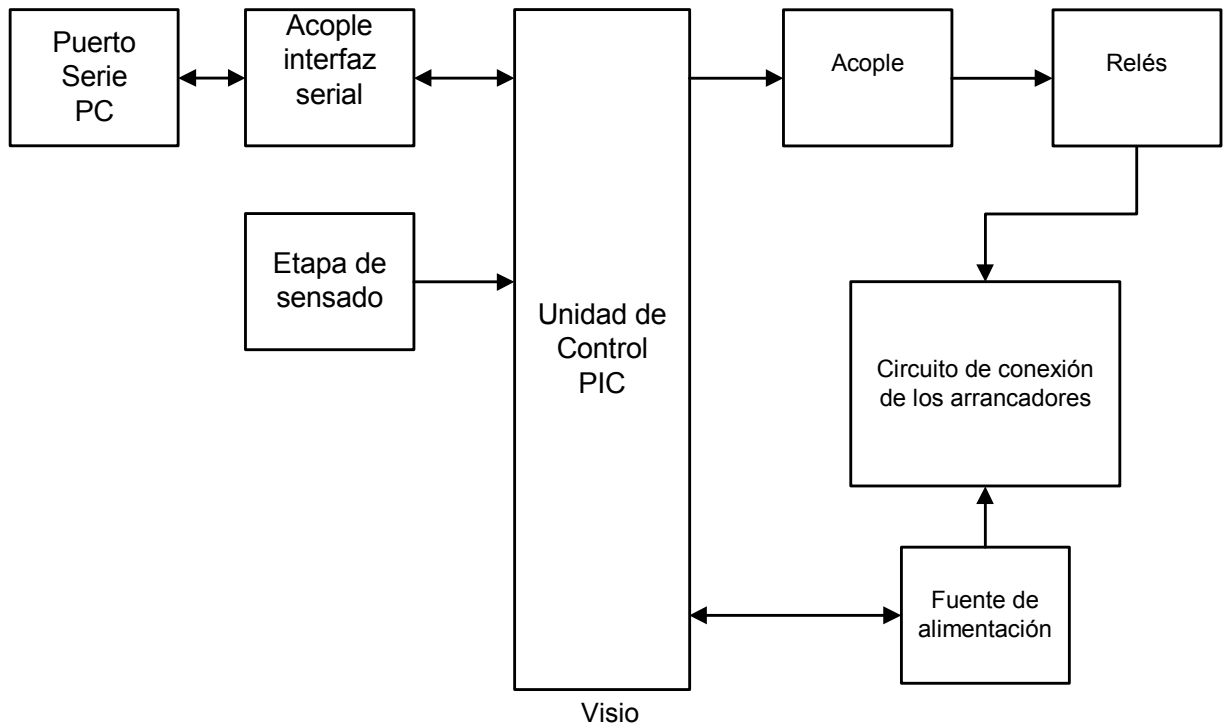 Puerto
Serie
PC
Acople
interfaz
serial
Acople
Relés
Etapa de
sensado
Unidad de
Control
PIC
Circuito de conexión
de los arrancadores
Fuente de
alimentación
Visio